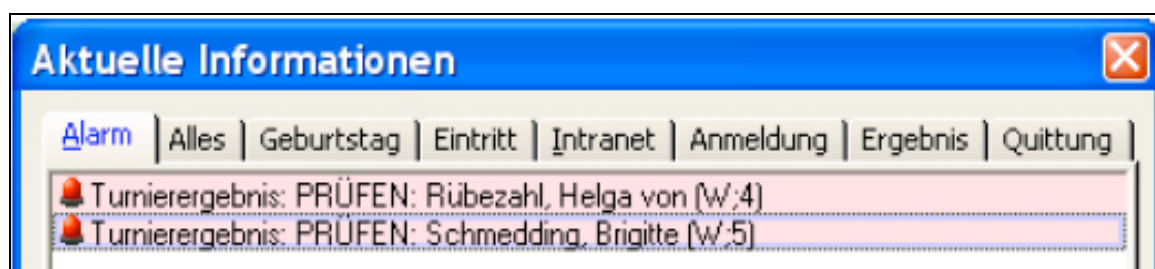 Aktuelle Informationen
Alarm Alles Geburtstag Eintritt Intranet Anmeldung Ergebnis Quittung
Turnierergebnis: PRÜFEN: Rübezahl, Helga von (W;4)
Turnierergebnis: PRÜFEN: Schmedding, Brigitte (W;5)